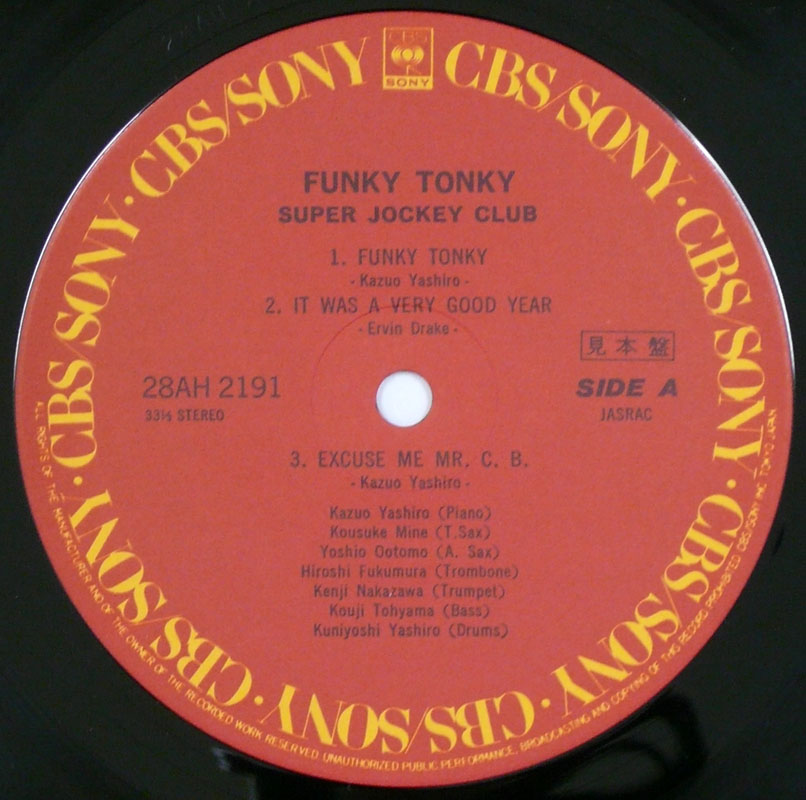 CBS
SONY
CBS/SONY · CBS/SONY · CBS/SONY · CBS/SONY · CBS/SONY · CBS/SONY · CBS/SONY · CBS/SONY
FUNKY TONKY
SUPER JOCKEY CLUB
1. FUNKY TONKY
- Kazuo Yashiro -
2. IT WAS A VERY GOOD YEAR
- Ervin Drake -
見本盤
28AH 2191
SIDE A
33⅓ STEREO
JASRAC
3. EXCUSE ME MR. C. B.
- Kazuo Yashiro -
Kazuo Yashiro (Piano)
Kousuke Mine (T.Sax)
Yoshio Ootomo (A. Sax)
Hiroshi Fukumura (Trombone)
Kenji Nakazawa (Trumpet)
Kouji Tohyama (Bass)
Kuniyoshi Yashiro (Drums)
ALL RIGHTS OF THE MANUFACTURER AND OF THE OWNER OF THE RECORDED WORK RESERVED. UNAUTHORIZED PUBLIC PERFORMANCE, BROADCASTING AND COPYING OF THIS RECORD PROHIBITED CBS/SONY INC. TOKYO JAPAN